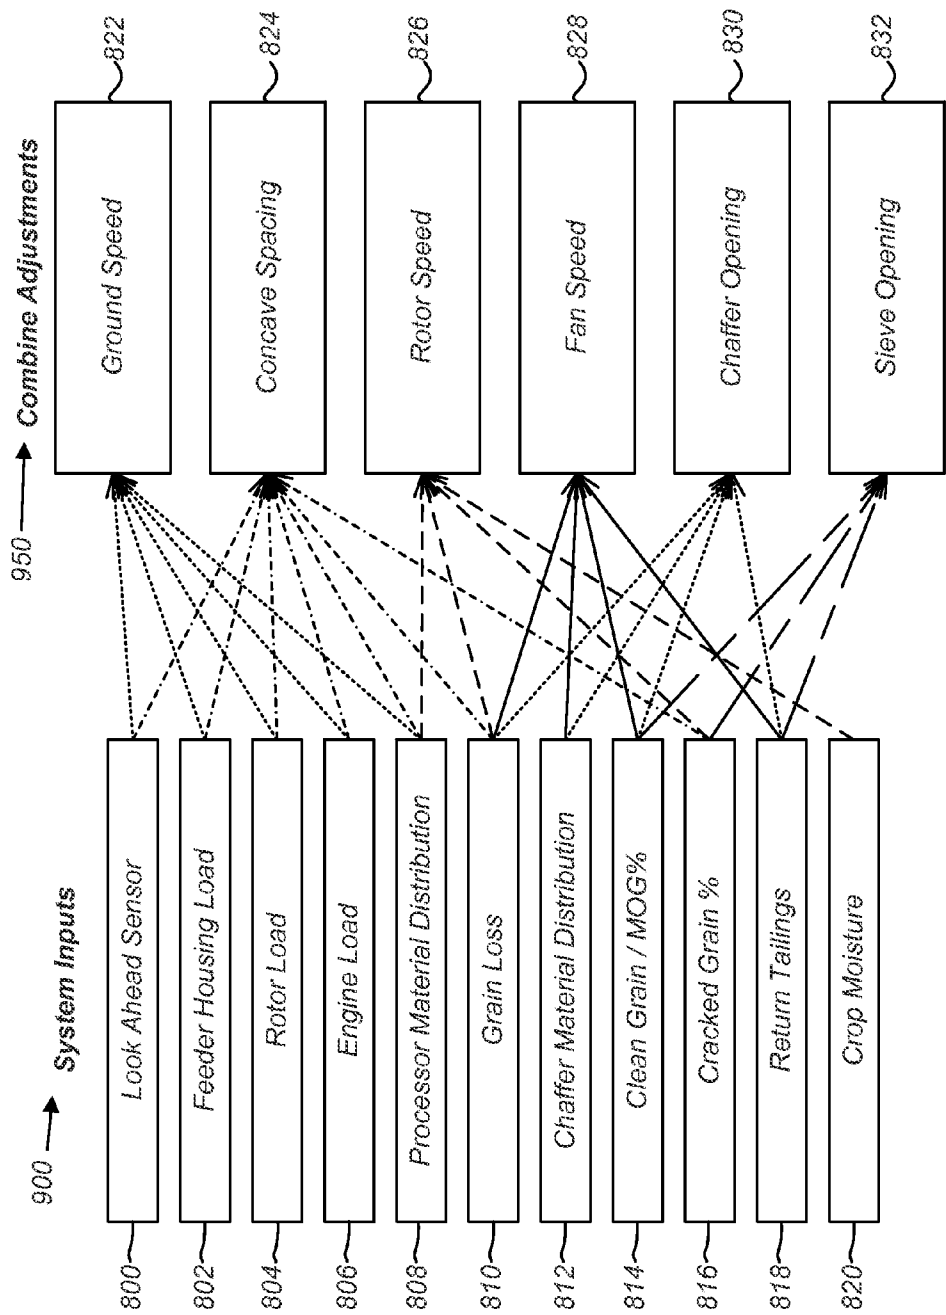 900
System Inputs
800
Look Ahead Sensor
802
Feeder Housing Load
804
Rotor Load
806
Engine Load
808
Processor Material Distribution
810
Grain Loss
812
Chaffer Material Distribution
814
Clean Grain / MOG%
816
Cracked Grain %
818
Return Tailings
820
Crop Moisture
950
Combine Adjustments
Ground Speed
822
Concave Spacing
824
Rotor Speed
826
Fan Speed
828
Chaffer Opening
830
Sieve Opening
832